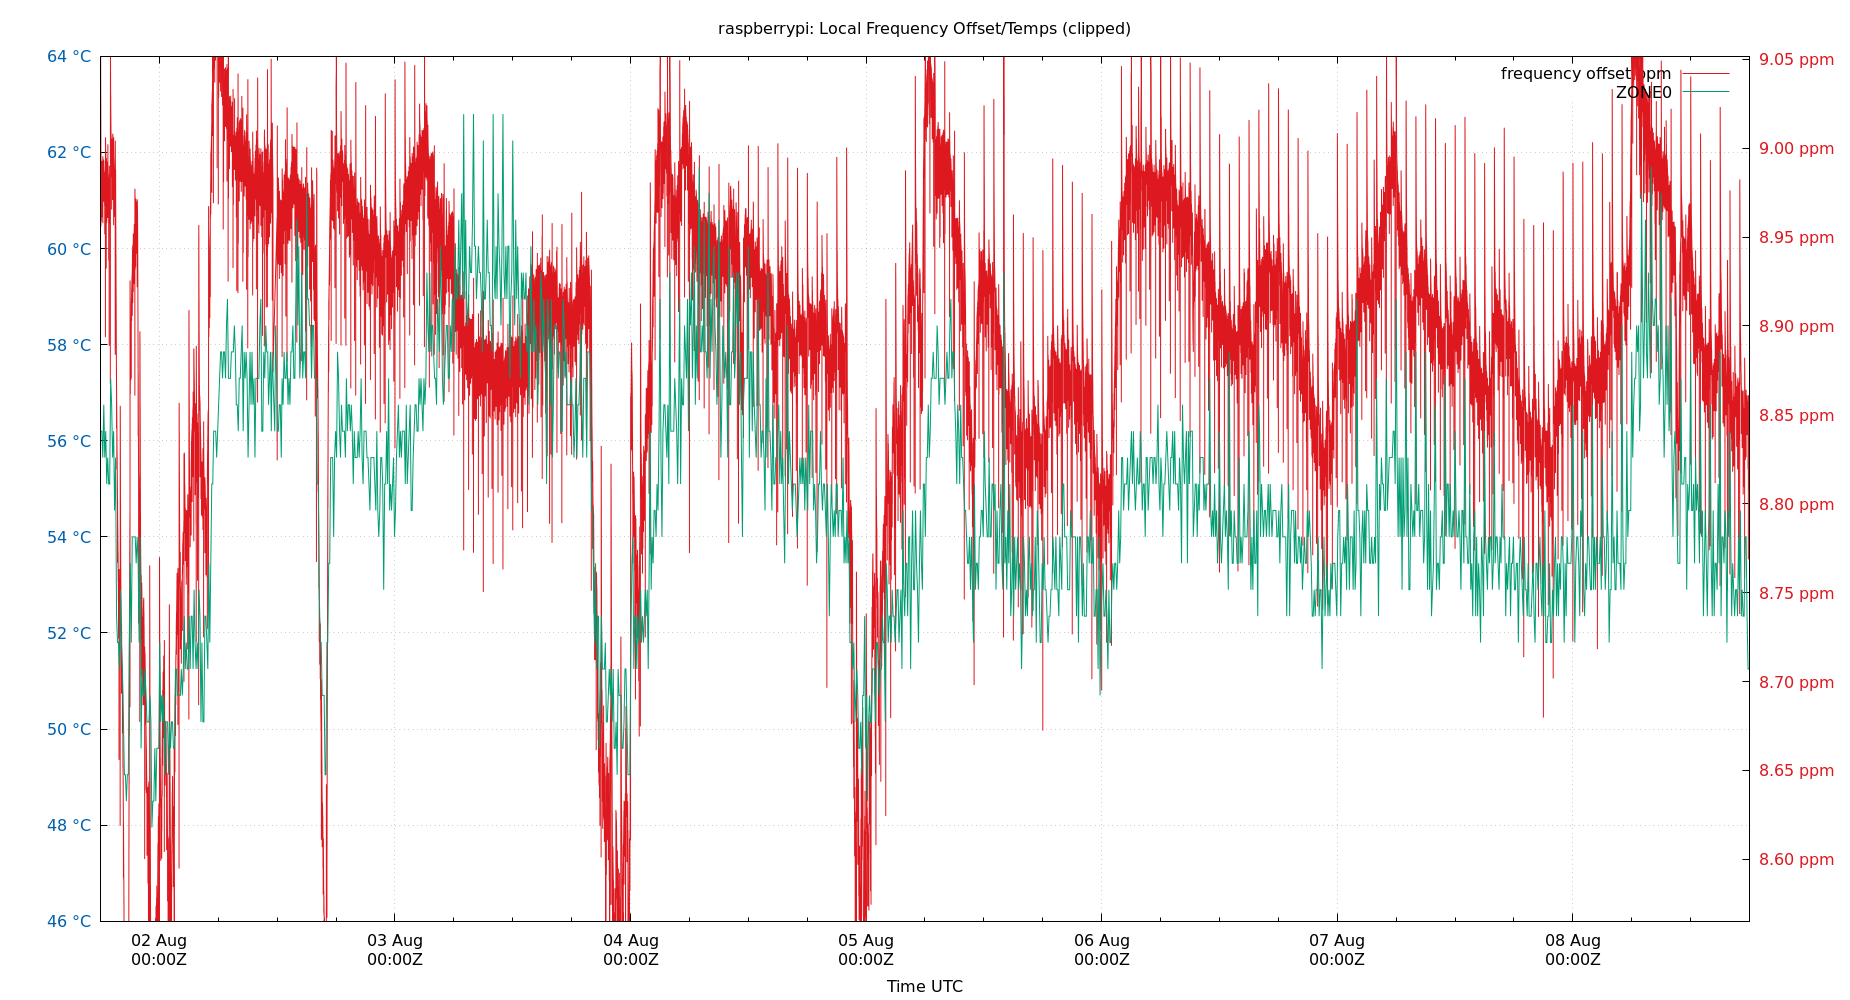 raspberrypi: Local Frequency Offset/Temps (clipped)
64 °C
62 °C
60 °C
58 °C
56 °C
54 °C
52 °C
50 °C
48 °C
46 °C
frequency offset ppm
ZONE0
9.05 ppm
9.00 ppm
8.95 ppm
8.90 ppm
8.85 ppm
8.80 ppm
8.75 ppm
8.70 ppm
8.65 ppm
8.60 ppm
02 Aug 03 Aug 04 Aug 05 Aug 06 Aug 07 Aug 08 Aug
00:00Z 00:00Z 00:00Z 00:00Z 00:00Z 00:00Z 00:00Z
Time UTC